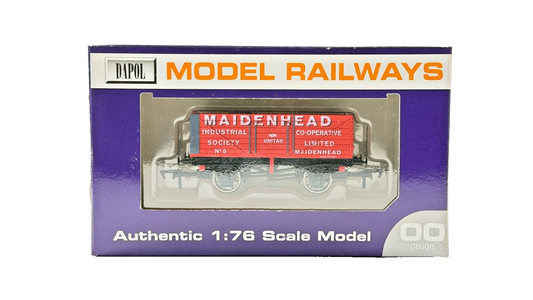 DAPOL MODEL RAILWAYS
MAIDENHEAD
INDUSTRIAL CO-OPERATIVE
UNITAS
SOCIETY LIMITED
No 5 MAIDENHEAD
Authentic 1:76 Scale Model
OO
gauge